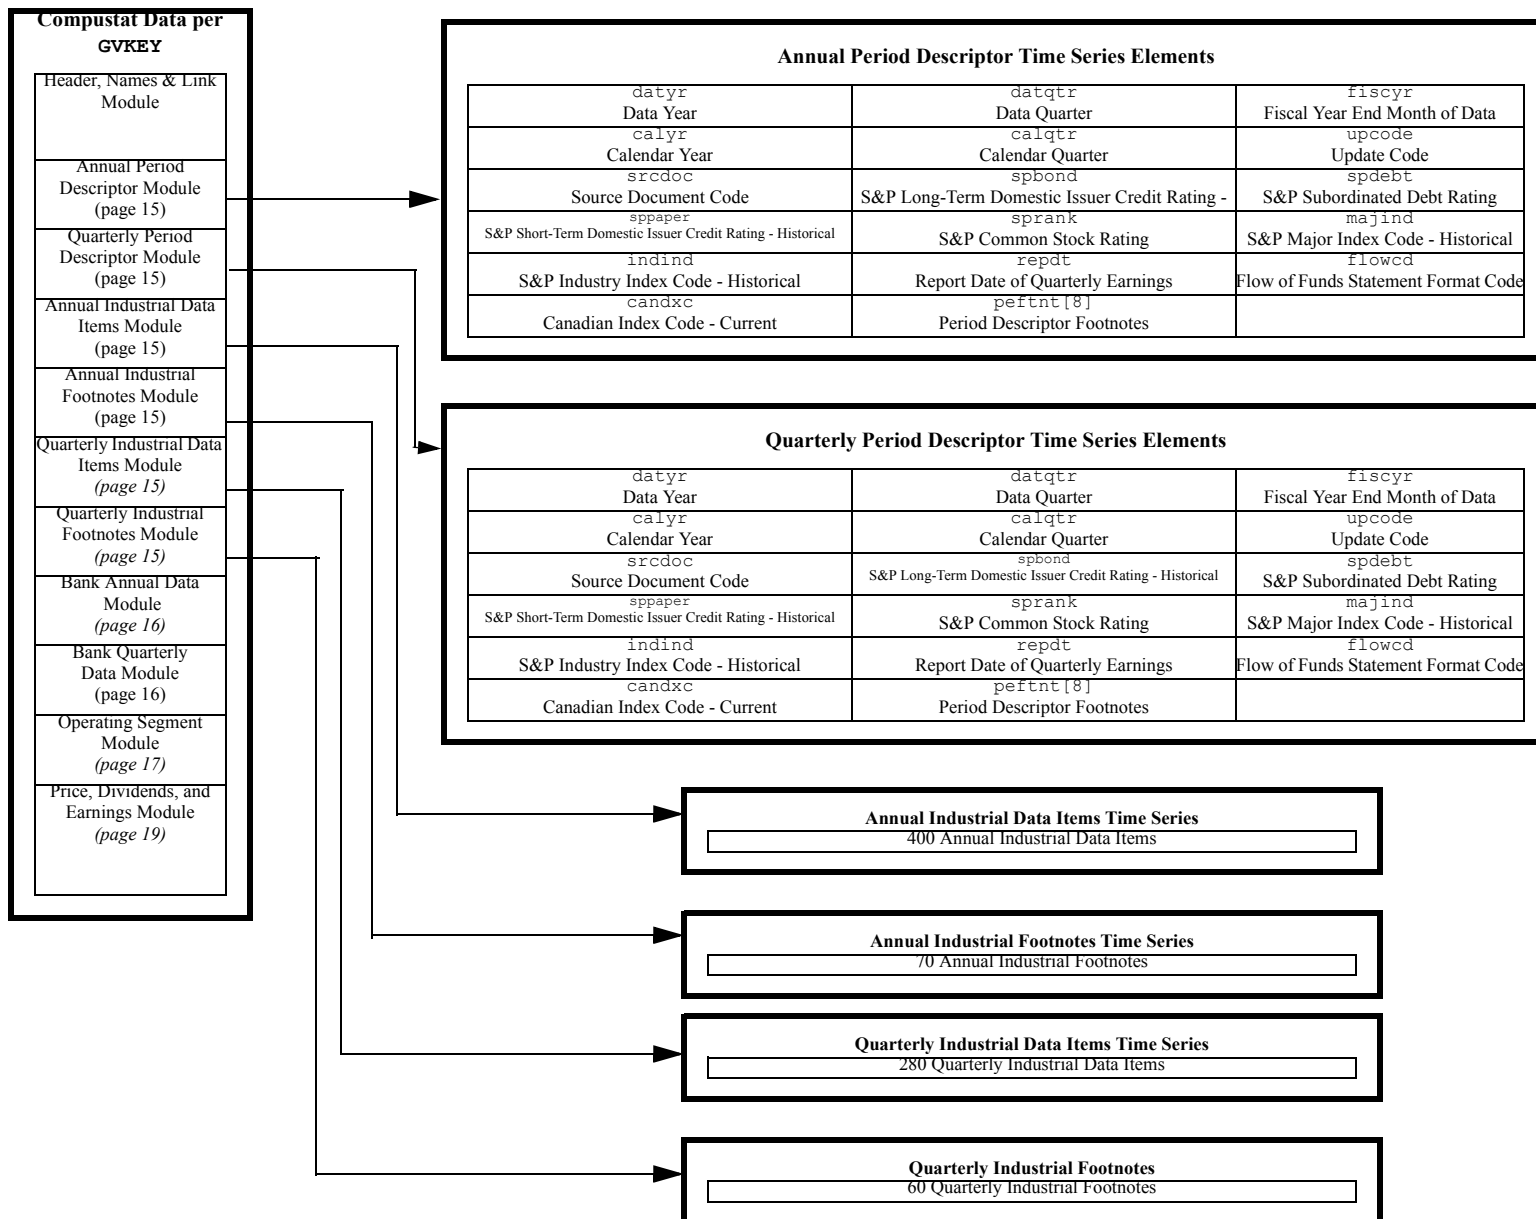 Compustat Data per
GVKEY
Header, Names & Link
Module
Annual Period
Descriptor Module
(page 15)
Quarterly Period
Descriptor Module
(page 15)
Annual Industrial Data
Items Module
(page 15)
Annual Industrial
Footnotes Module
(page 15)
Quarterly Industrial Data
Items Module
(page 15)
Quarterly Industrial
Footnotes Module
(page 15)
Bank Annual Data
Module
(page 16)
Bank Quarterly
Data Module
(page 16)
Operating Segment
Module
(page 17)
Price, Dividends, and
Earnings Module
(page 19)
Annual Period Descriptor Time Series Elements
datyr
Data Year
datqtr
Data Quarter
fiscyr
Fiscal Year End Month of Data
calyr
Calendar Year
calqtr
Calendar Quarter
upcode
Update Code
srcdoc
Source Document Code
spbond
S&P Long-Term Domestic Issuer Credit Rating -
spdebt
S&P Subordinated Debt Rating
sppaper
S&P Short-Term Domestic Issuer Credit Rating - Historical
sprank
S&P Common Stock Rating
majind
S&P Major Index Code - Historical
indind
S&P Industry Index Code - Historical
repdt
Report Date of Quarterly Earnings
flowcd
Flow of Funds Statement Format Code
candxc
Canadian Index Code - Current
peftnt[8]
Period Descriptor Footnotes
Quarterly Period Descriptor Time Series Elements
datyr
Data Year
datqtr
Data Quarter
fiscyr
Fiscal Year End Month of Data
calyr
Calendar Year
calqtr
Calendar Quarter
upcode
Update Code
srcdoc
Source Document Code
spbond
S&P Long-Term Domestic Issuer Credit Rating - Historical
spdebt
S&P Subordinated Debt Rating
sppaper
S&P Short-Term Domestic Issuer Credit Rating - Historical
sprank
S&P Common Stock Rating
majind
S&P Major Index Code - Historical
indind
S&P Industry Index Code - Historical
repdt
Report Date of Quarterly Earnings
flowcd
Flow of Funds Statement Format Code
candxc
Canadian Index Code - Current
peftnt[8]
Period Descriptor Footnotes
Annual Industrial Data Items Time Series
400 Annual Industrial Data Items
Annual Industrial Footnotes Time Series
70 Annual Industrial Footnotes
Quarterly Industrial Data Items Time Series
280 Quarterly Industrial Data Items
Quarterly Industrial Footnotes
60 Quarterly Industrial Footnotes